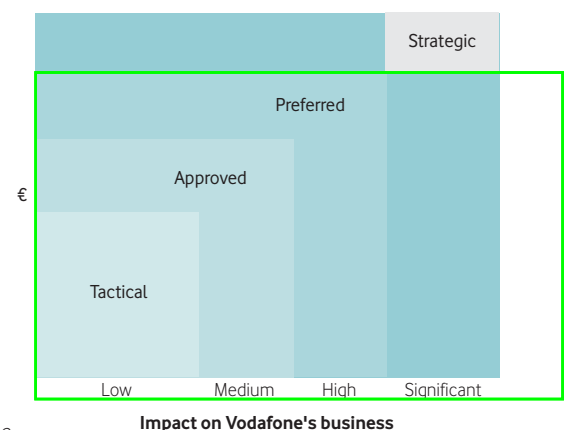 Strategic
Preferred
Approved
€
Tactical
Low Medium High Significant
Impact on Vodafone's business